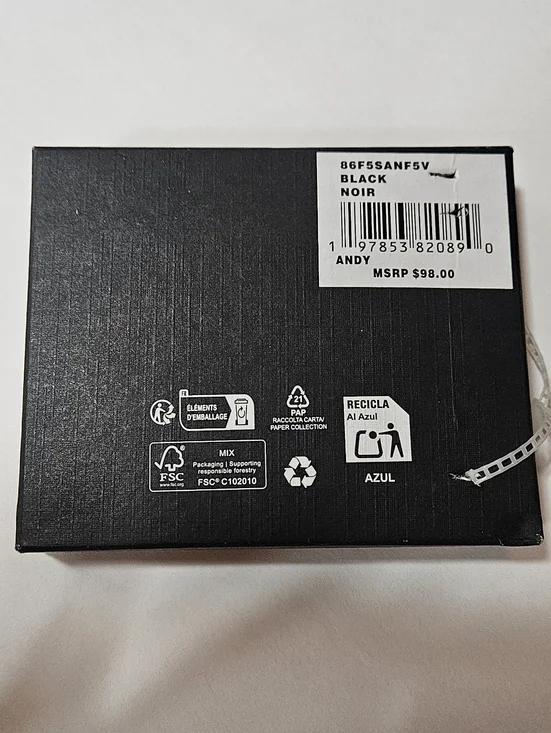 86F5SANF5V
BLACK
NOIR
1 97853 82089 0
ANDY
MSRP $98.00
FR
ÉLÉMENTS
D'EMBALLAGE
21
PAP
RACCOLTA CARTA/
PAPER COLLECTION
RECICLA
Al Azul
AZUL
FSC
www.fsc.org
MIX
Packaging | Supporting
responsible forestry
FSC® C102010